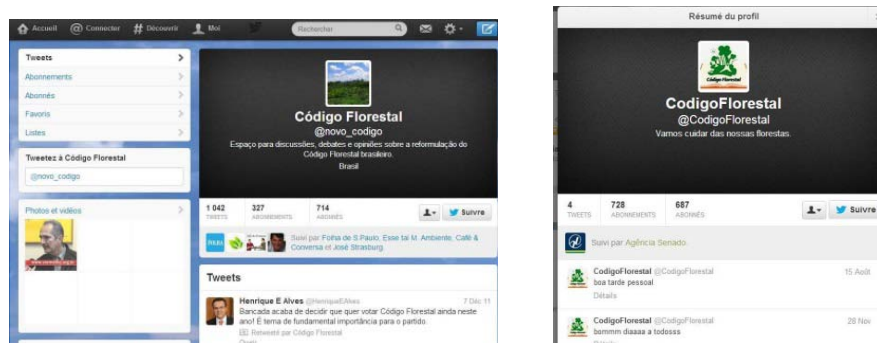 Accueil @ Connecter # Découvrir Moi Rechercher
Tweets
Abonnements
Abonnés
Favoris
Listes
Tweetez à Código Florestal
@novo_codigo
Photos et vidéos
Código Florestal
@novo_codigo
Espaço para discussões, debates e opiniões sobre a reformulação do
Código Florestal brasileiro.
Brasil
1 042 327 714
TWEETS ABONNEMENTS ABONNÉS
Suivre
Suivi par Folha de S.Paulo, Esse tal M. Ambiente, Café &
Conversa et José Strasburg.
Tweets
Henrique E Alves @HenriqueEAlves 7 Déc 11
Bancada acaba de decidir que quer votar Código Florestal ainda neste
ano! É tema de fundamental importância para o partido.
Retweeté par Código Florestal
Résumé du profil
CodigoFlorestal
@CodigoFlorestal
Vamos cuidar das nossas florestas.
4 728 687
TWEETS ABONNEMENTS ABONNÉS
Suivre
Suivi par Agência Senado.
CodigoFlorestal @CodigoFlorestal 15 Août
boa tarde pessoal
Détails
CodigoFlorestal @CodigoFlorestal 28 Nov
bommm diaaaa a todosss